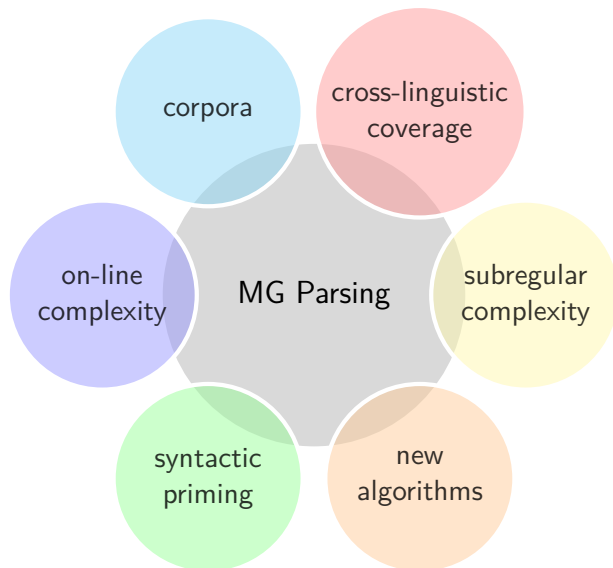 corpora
cross-linguistic
coverage
on-line
complexity
MG Parsing
subregular
complexity
syntactic
priming
new
algorithms